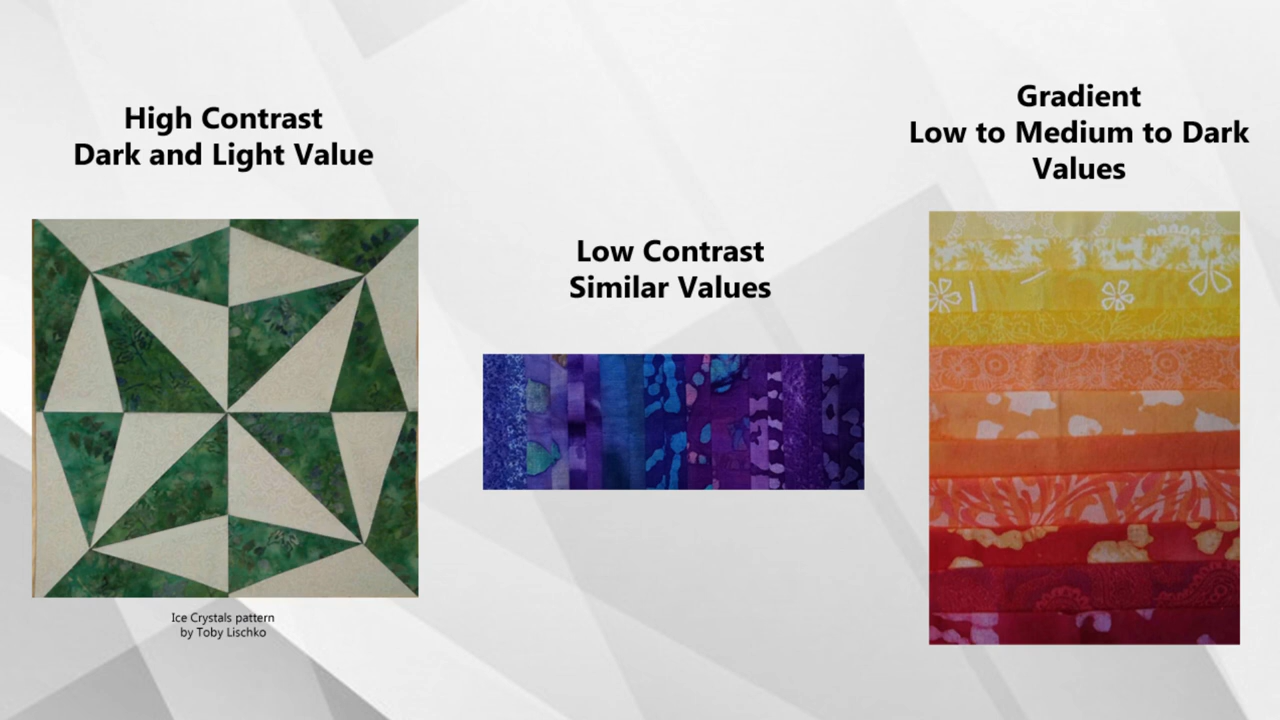 High Contrast
Dark and Light Value
Ice Crystals pattern
by Toby Lischko
Low Contrast
Similar Values
Gradient
Low to Medium to Dark
Values